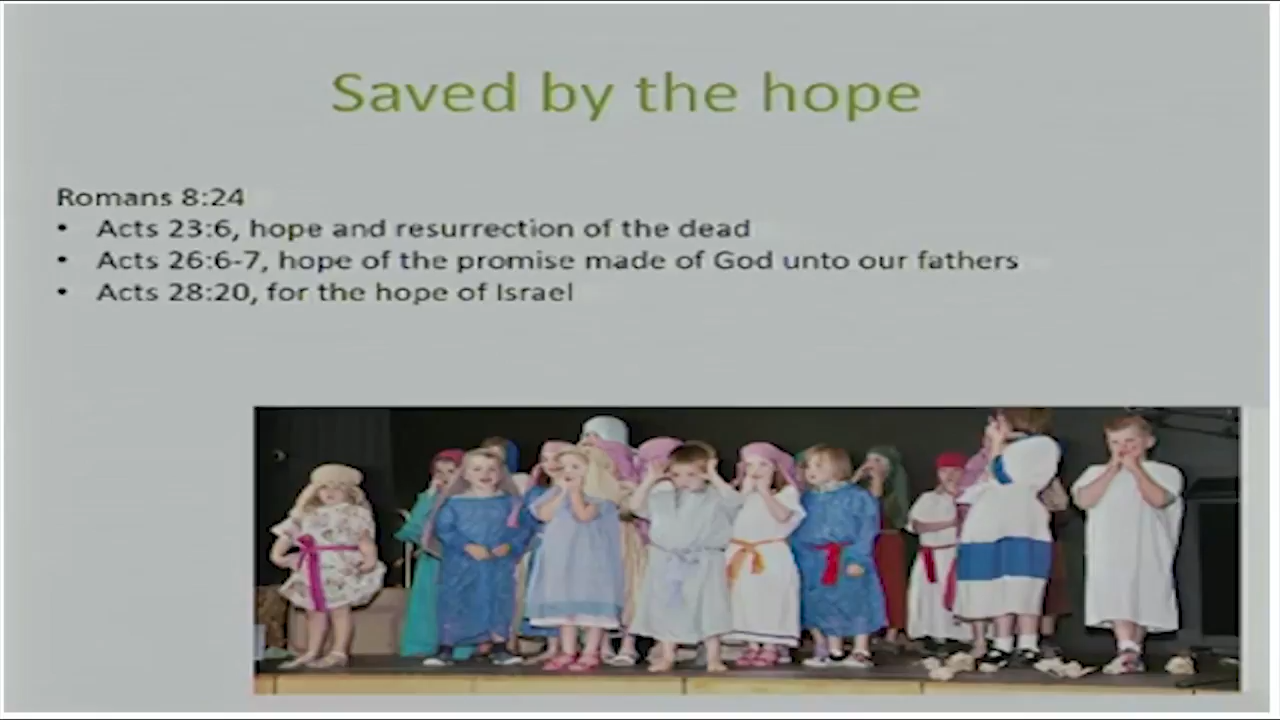 Saved by the hope
Romans 8:24
• Acts 23:6, hope and resurrection of the dead
• Acts 26:6-7, hope of the promise made of God unto our fathers
• Acts 28:20, for the hope of Israel